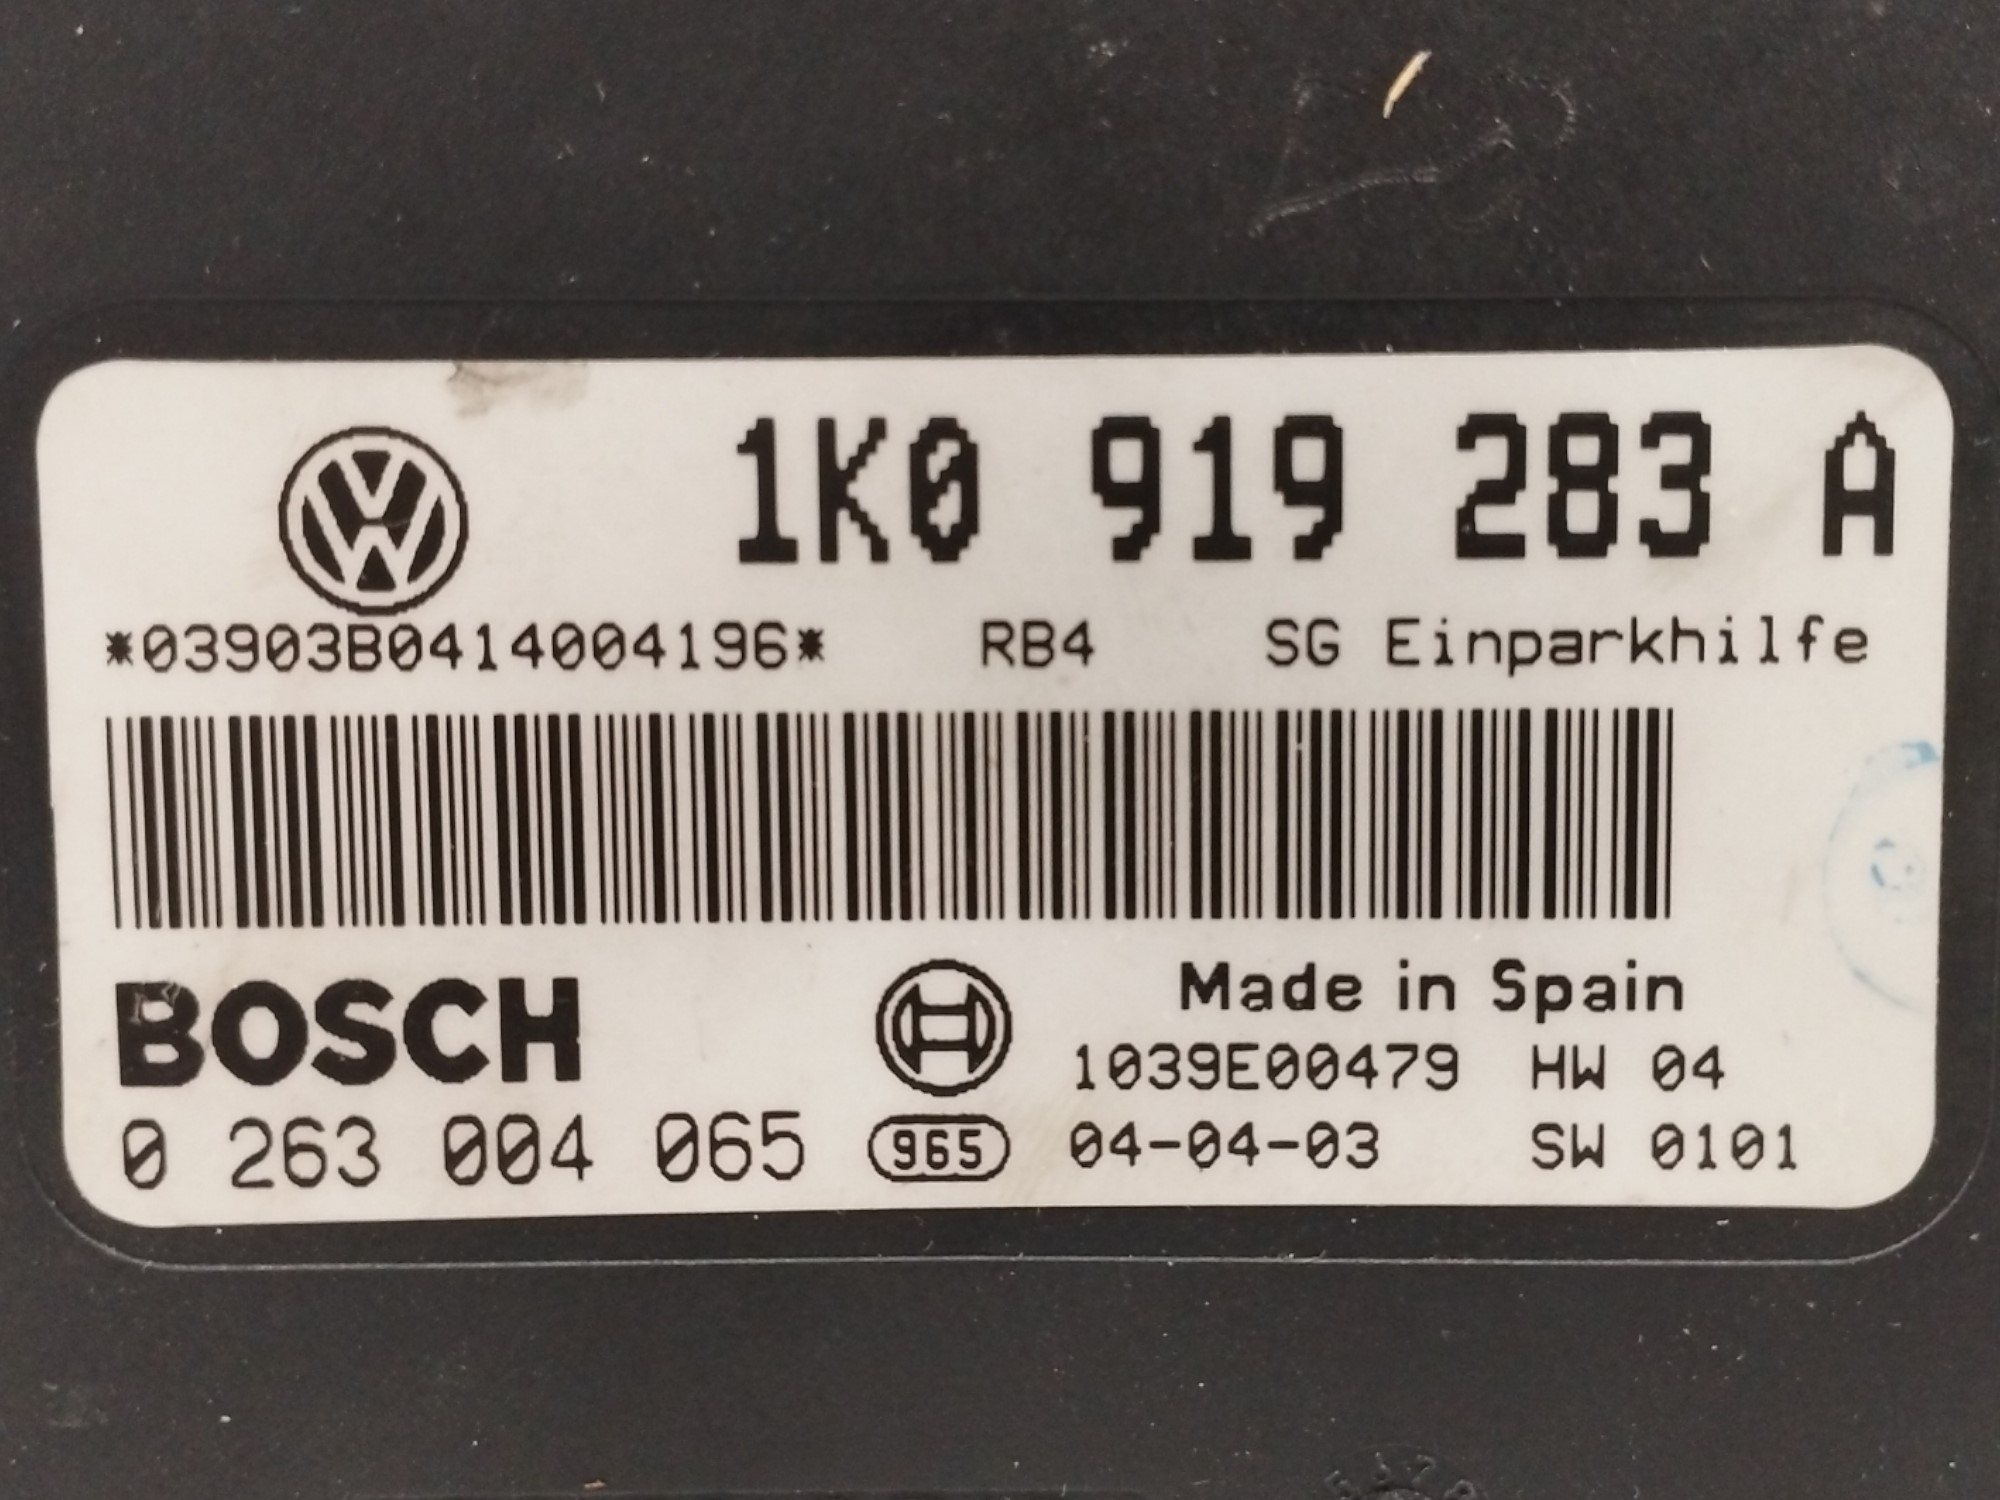 1K0 919 283 A
*03903B0414004196* RB4 SG Einparkhilfe
BOSCH
Made in Spain
1039E00479 HW 04
0 263 004 065 965 04-04-03 SW 0101